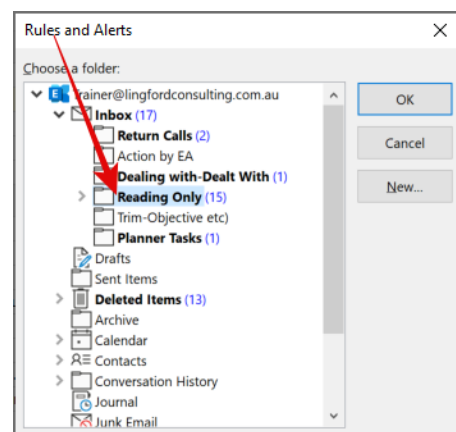 Rules and Alerts
Choose a folder:
Trainer@lingfordconsulting.com.au
Inbox (17)
Return Calls (2)
Action by EA
Dealing with-Dealt With (1)
Reading Only (15)
Trim-Objective etc)
Planner Tasks (1)
Drafts
Sent Items
Deleted Items (13)
Archive
Calendar
Contacts
Conversation History
Journal
Junk Email
OK
Cancel
New...